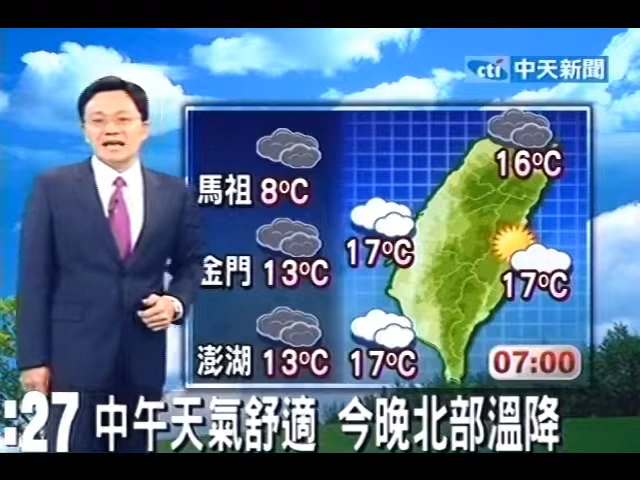 cti 中天新聞
16°C
馬祖 8°C
17°C
金門 13°C
17°C
澎湖 13°C
17°C
07:00
:27 中午天氣舒適 今晚北部溫降